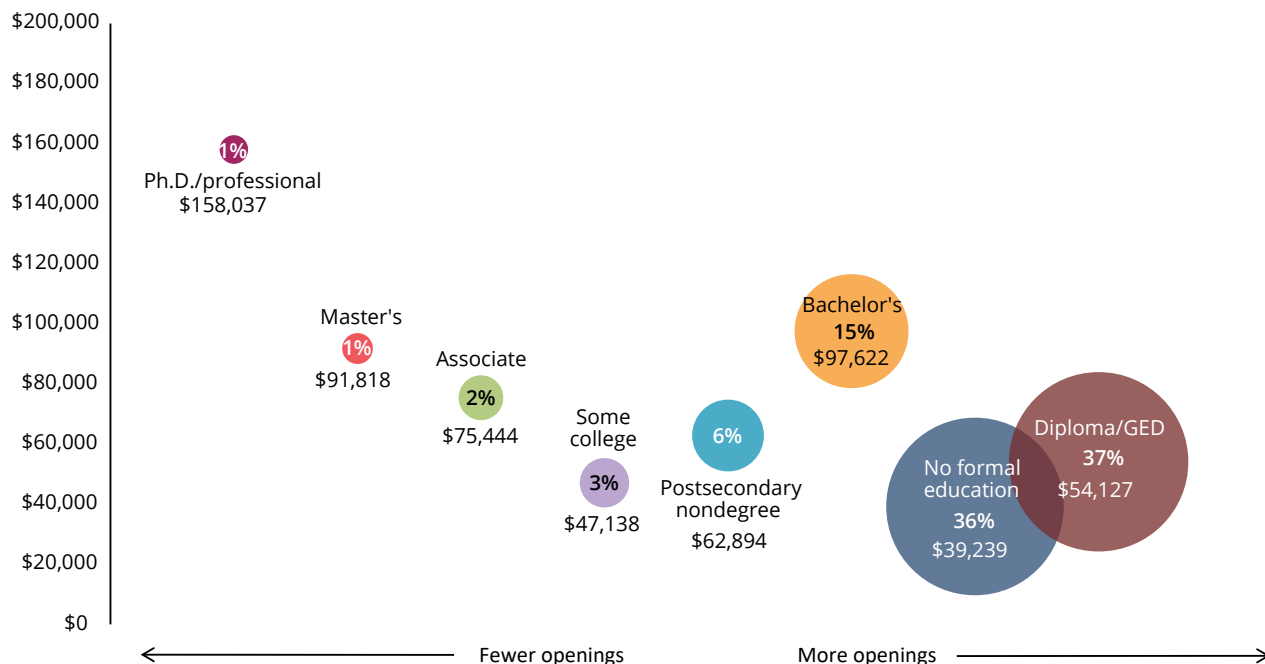 $200,000
$180,000
$160,000
$140,000
$120,000
$100,000
$80,000
$60,000
$40,000
$20,000
$0
1%
Ph.D./professional
$158,037
Master's
1%
$91,818
Associate
2%
$75,444
Some
college
3%
$47,138
6%
Postsecondary
nondegree
$62,894
Bachelor's
15%
$97,622
No formal
education
36%
$39,239
Diploma/GED
37%
$54,127
Fewer openings
More openings